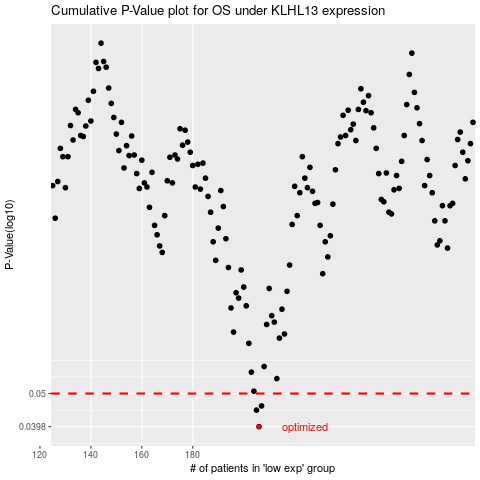 Cumulative P-Value plot for OS under KLHL13 expression
P-Value(log10)
0.05
0.0398
optimized
120 140 160 180
# of patients in 'low exp' group